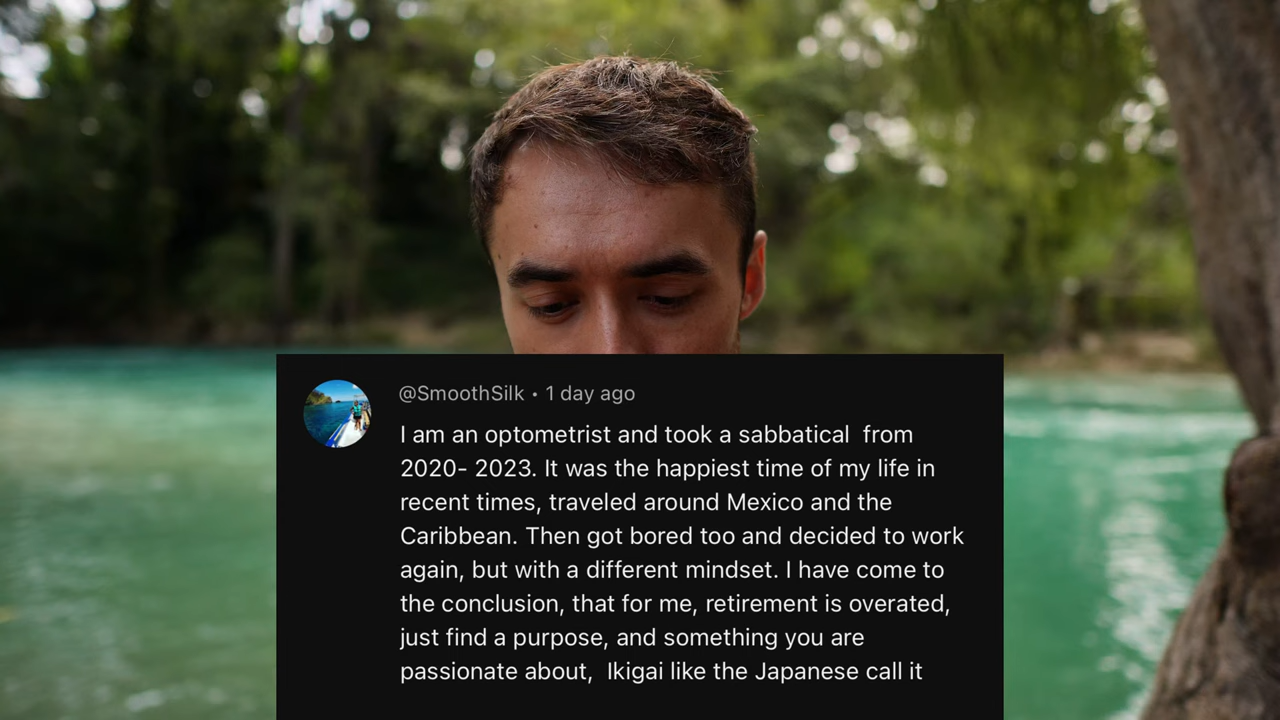 @SmoothSilk • 1 day ago
I am an optometrist and took a sabbatical  from
2020- 2023. It was the happiest time of my life in
recent times, traveled around Mexico and the
Caribbean. Then got bored too and decided to work
again, but with a different mindset. I have come to
the conclusion, that for me, retirement is overated,
just find a purpose, and something you are
passionate about,  Ikigai like the Japanese call it